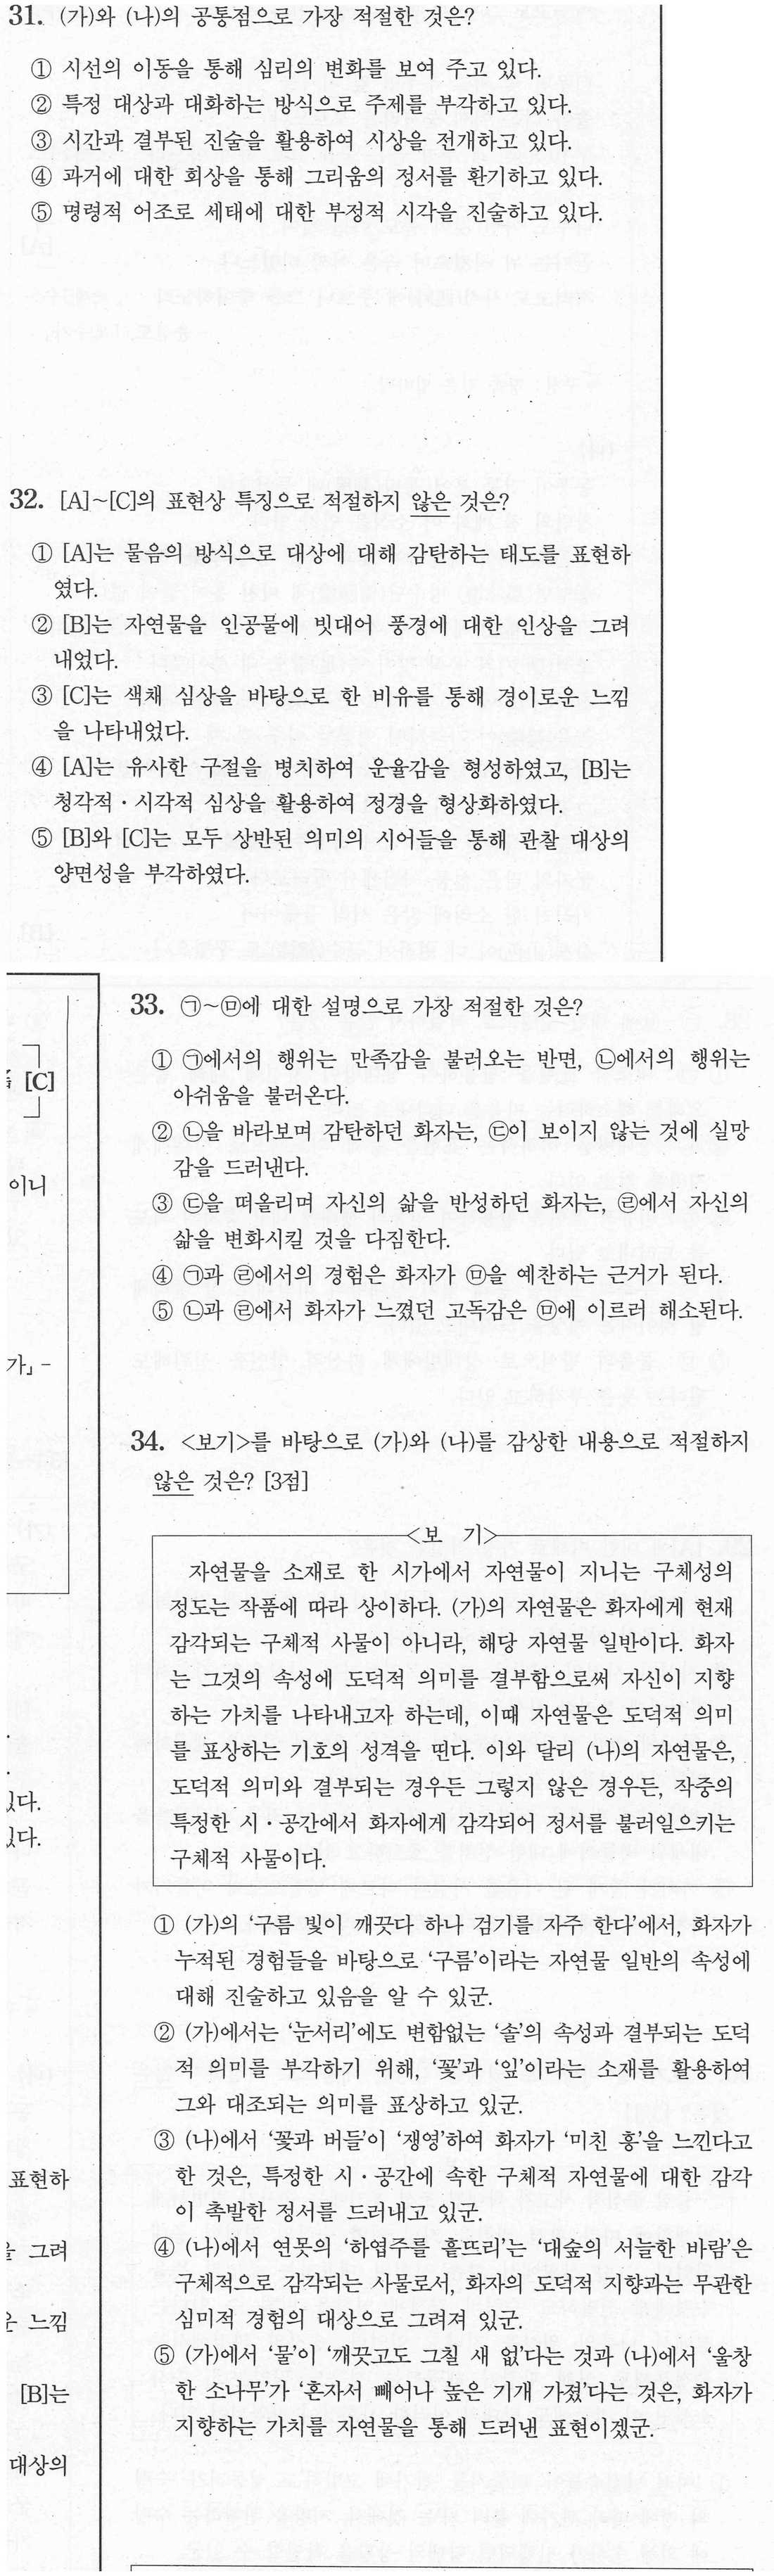 31. (가)와 (나)의 공통점으로 가장 적절한 것은?
① 시선의 이동을 통해 심리의 변화를 보여 주고 있다.
② 특정 대상과 대화하는 방식으로 주제를 부각하고 있다.
③ 시간과 결부된 진술을 활용하여 시상을 전개하고 있다.
④ 과거에 대한 회상을 통해 그리움의 정서를 환기하고 있다.
⑤ 명령적 어조로 세태에 대한 부정적 시각을 진술하고 있다.
32. [A]~[C]의 표현상 특징으로 적절하지 않은 것은?
① [A]는 물음의 방식으로 대상에 대해 감탄하는 태도를 표현하
였다.
② [B]는 자연물을 인공물에 빗대어 풍경에 대한 인상을 그려
내었다.
③ [C]는 색채 심상을 바탕으로 한 비유를 통해 경이로운 느낌
을 나타내었다.
④ [A]는 유사한 구절을 병치하여 운율감을 형성하였고, [B]는
청각적·시각적 심상을 활용하여 정경을 형상화하였다.
⑤ [B]와 [C]는 모두 상반된 의미의 시어들을 통해 관찰 대상의
양면성을 부각하였다.
[C]
이니
가」-
있다.
있다.
표현하
을 그려
운 느낌
[B]는
대상의
33. ㉠~㉤에 대한 설명으로 가장 적절한 것은?
① ㉠에서의 행위는 만족감을 불러오는 반면, ㉡에서의 행위는
아쉬움을 불러온다.
② ㉡을 바라보며 감탄하던 화자는, ㉢이 보이지 않는 것에 실망
감을 드러낸다.
③ ㉢을 떠올리며 자신의 삶을 반성하던 화자는, ㉣에서 자신의
삶을 변화시킬 것을 다짐한다.
④ ㉠과 ㉣에서의 경험은 화자가 ㉤을 예찬하는 근거가 된다.
⑤ ㉡과 ㉣에서 화자가 느꼈던 고독감은 ㉤에 이르러 해소된다.
34. <보기>를 바탕으로 (가)와 (나)를 감상한 내용으로 적절하지
않은 것은? [3점]
<보 기>
자연물을 소재로 한 시가에서 자연물이 지니는 구체성의
정도는 작품에 따라 상이하다. (가)의 자연물은 화자에게 현재
감각되는 구체적 사물이 아니라, 해당 자연물 일반이다. 화자
는 그것의 속성에 도덕적 의미를 결부함으로써 자신이 지향
하는 가치를 나타내고자 하는데, 이때 자연물은 도덕적 의미
를 표상하는 기호의 성격을 띤다. 이와 달리 (나)의 자연물은,
도덕적 의미와 결부되는 경우든 그렇지 않은 경우든, 작중의
특정한 시·공간에서 화자에게 감각되어 정서를 불러일으키는
구체적 사물이다.
① (가)의 '구름 빛이 깨끗다 하나 검기를 자주 한다'에서, 화자가
누적된 경험들을 바탕으로 '구름'이라는 자연물 일반의 속성에
대해 진술하고 있음을 알 수 있군.
② (가)에서는 '눈서리'에도 변함없는 '솔'의 속성과 결부되는 도덕
적 의미를 부각하기 위해, '꽃'과 '잎'이라는 소재를 활용하여
그와 대조되는 의미를 표상하고 있군.
③ (나)에서 '꽃과 버들'이 '쟁영'하여 화자가 '미친 흥'을 느낀다고
한 것은, 특정한 시·공간에 속한 구체적 자연물에 대한 감각
이 촉발한 정서를 드러내고 있군.
④ (나)에서 연못의 '하엽주를 흩뜨리'는 '대숲의 서늘한 바람'은
구체적으로 감각되는 사물로서, 화자의 도덕적 지향과는 무관한
심미적 경험의 대상으로 그려져 있군.
⑤ (가)에서 '물'이 '깨끗고도 그칠 새 없'다는 것과 (나)에서 '울창
한 소나무'가 '혼자서 빼어나 높은 기개 가졌'다는 것은, 화자가
지향하는 가치를 자연물을 통해 드러낸 표현이겠군.